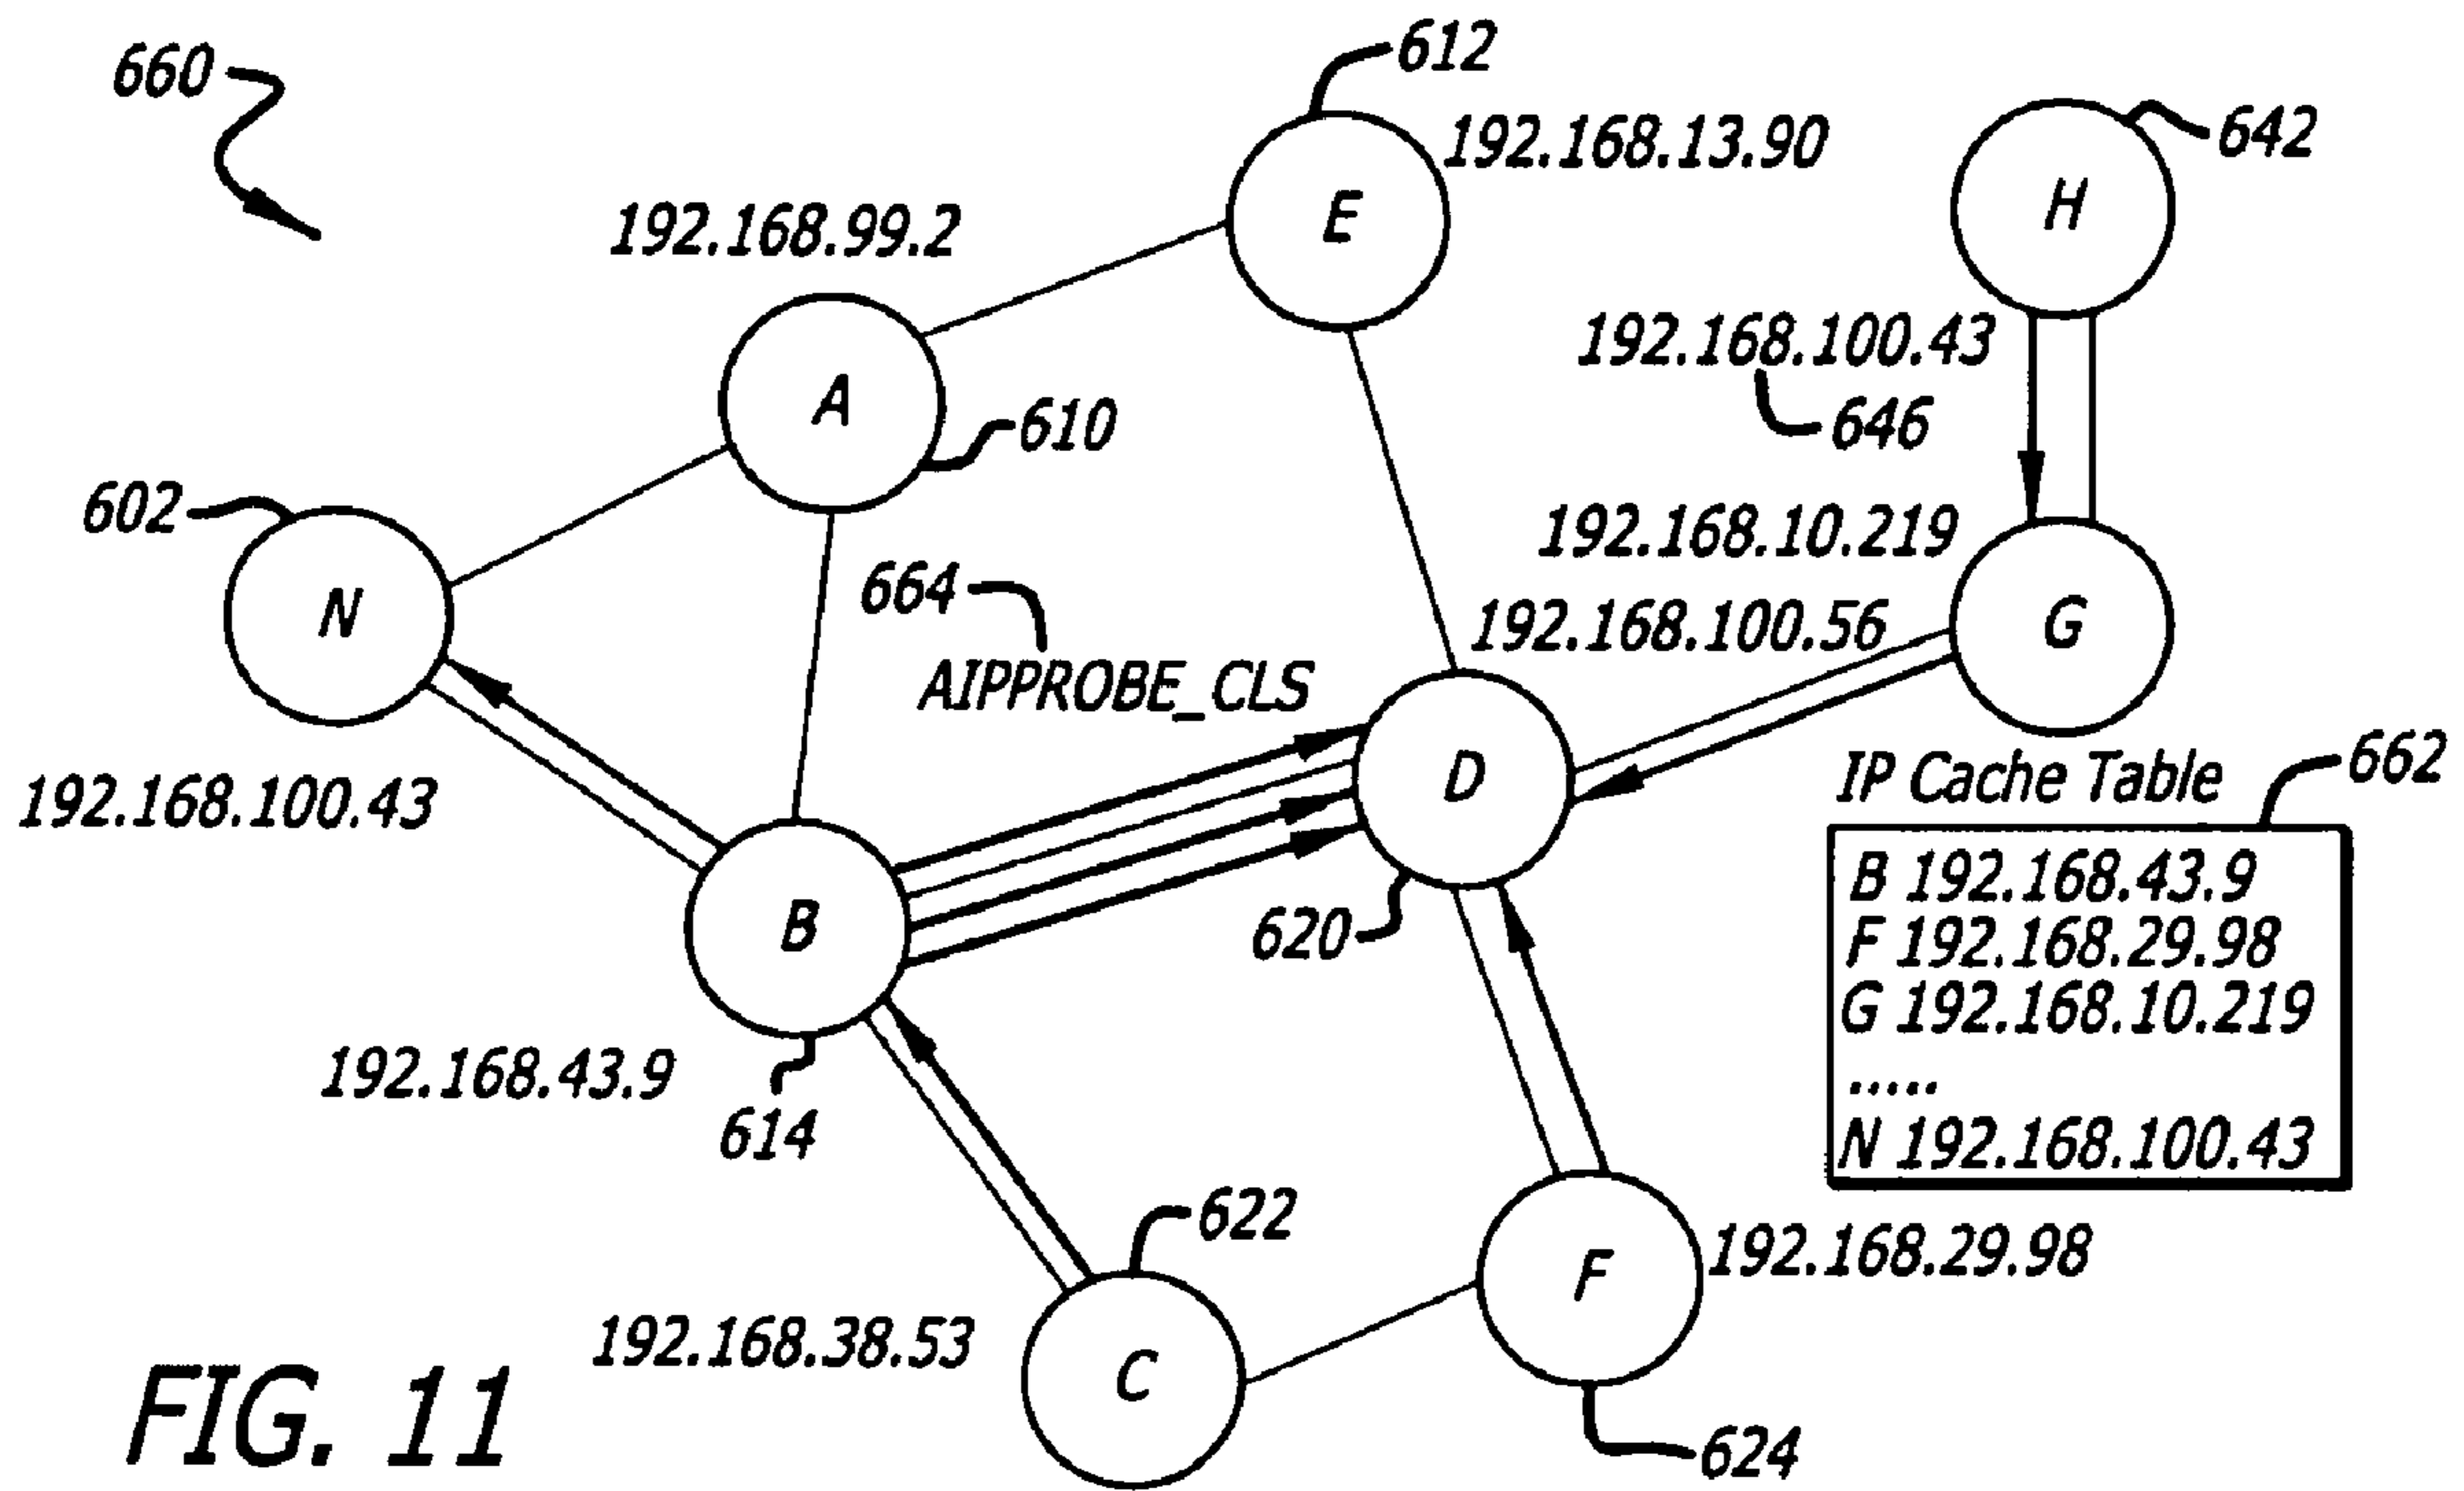 660
612
192.168.13.90
642
H
E
192.168.99.2
192.168.100.43
646
A
610
602
192.168.10.219
N
664
192.168.100.56
G
AIPPROBE_CLS
D
IP Cache Table
662
192.168.100.43
B 192.168.43.9
F 192.168.29.98
G 192.168.10.219
.....
N 192.168.100.43
B
620
192.168.43.9
614
622
192.168.29.98
F
192.168.38.53
C
FIG. 11
624